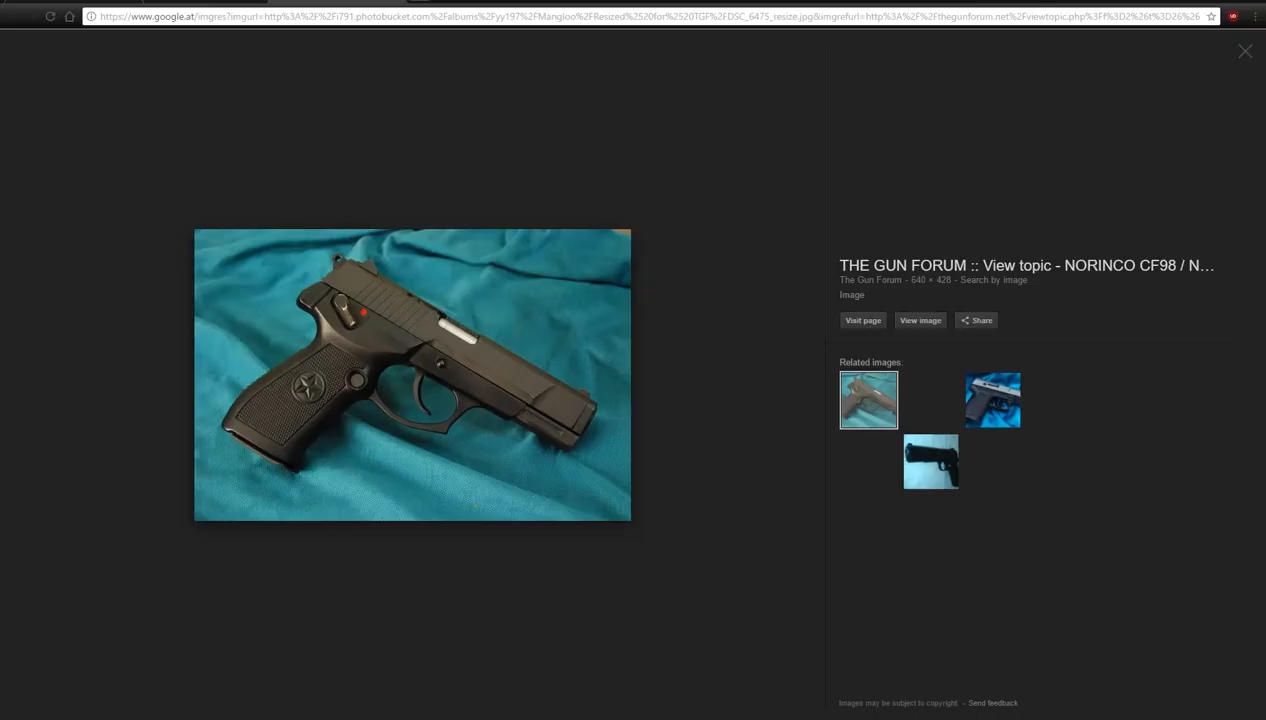 https://www.google.at/imgres?imgurl=http%3A%2F%2Fi791.photobucket.com%2Falbums%2Fyy197%2FMangloo%2FResized%2520for%2520TGF%2FDSC_6475_resize.jpg&imgrefurl=http%3A%2F%2Fthegunforum.net%2Fviewtopic.php%3Ff%3D2%26t%3D26%26
THE GUN FORUM :: View topic - NORINCO CF98 / N...
The Gun Forum - 640 × 428 - Search by image
Image
Visit page
View image
Share
Related images:
Images may be subject to copyright. - Send feedback